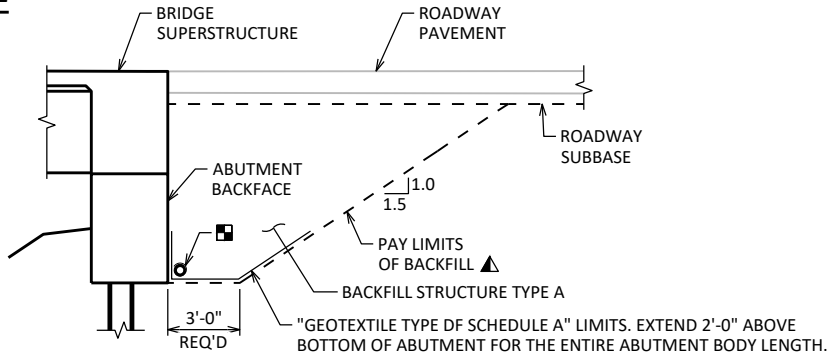 BRIDGE
SUPERSTRUCTURE
ROADWAY
PAVEMENT
ROADWAY
SUBBASE
ABUTMENT
BACKFACE
1.0
1.5
PAY LIMITS
OF BACKFILL
BACKFILL STRUCTURE TYPE A
3'-0"
REQ'D
"GEOTEXTILE TYPE DF SCHEDULE A" LIMITS. EXTEND 2'-0" ABOVE
BOTTOM OF ABUTMENT FOR THE ENTIRE ABUTMENT BODY LENGTH.